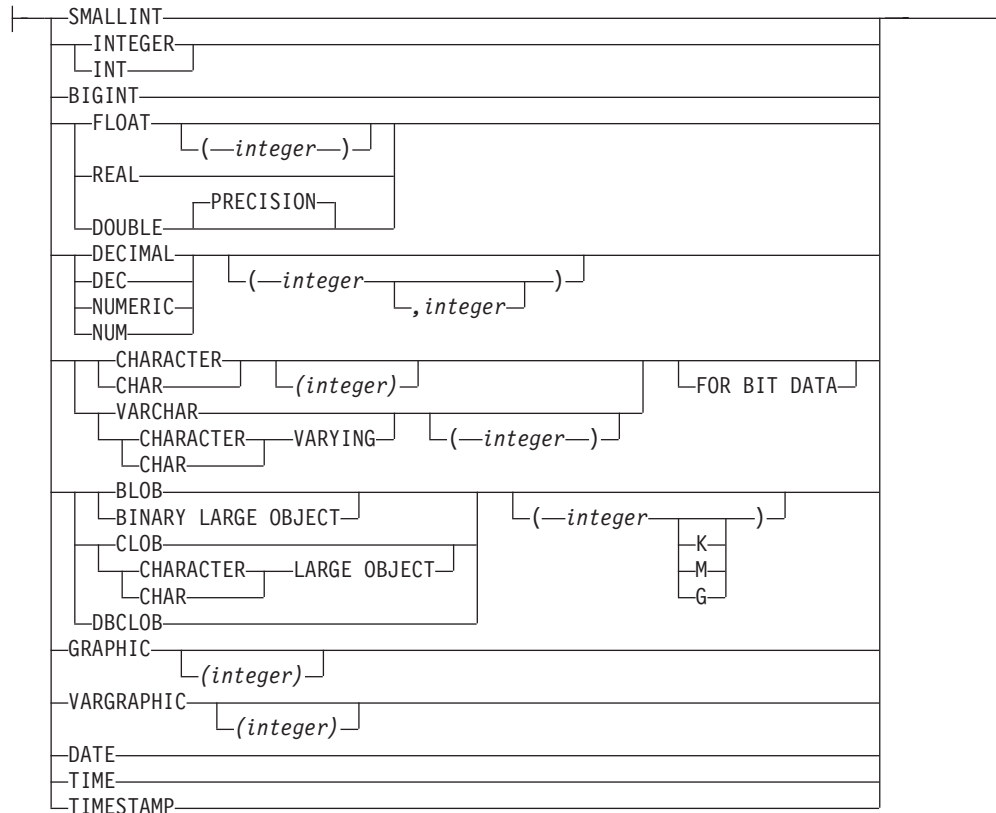 SMALLINT
INTEGER
INT
BIGINT
FLOAT
(integer)
REAL
PRECISION
DOUBLE
DECIMAL
(integer )
DEC
,integer
NUMERIC
NUM
CHARACTER
CHAR (integer) FOR BIT DATA
VARCHAR
CHARACTER VARYING (integer)
CHAR
BLOB
BINARY LARGE OBJECT (integer )
CLOB K
CHARACTER LARGE OBJECT M
CHAR G
DBCLOB
GRAPHIC
(integer)
VARGRAPHIC
(integer)
DATE
TIME
TIMESTAMP